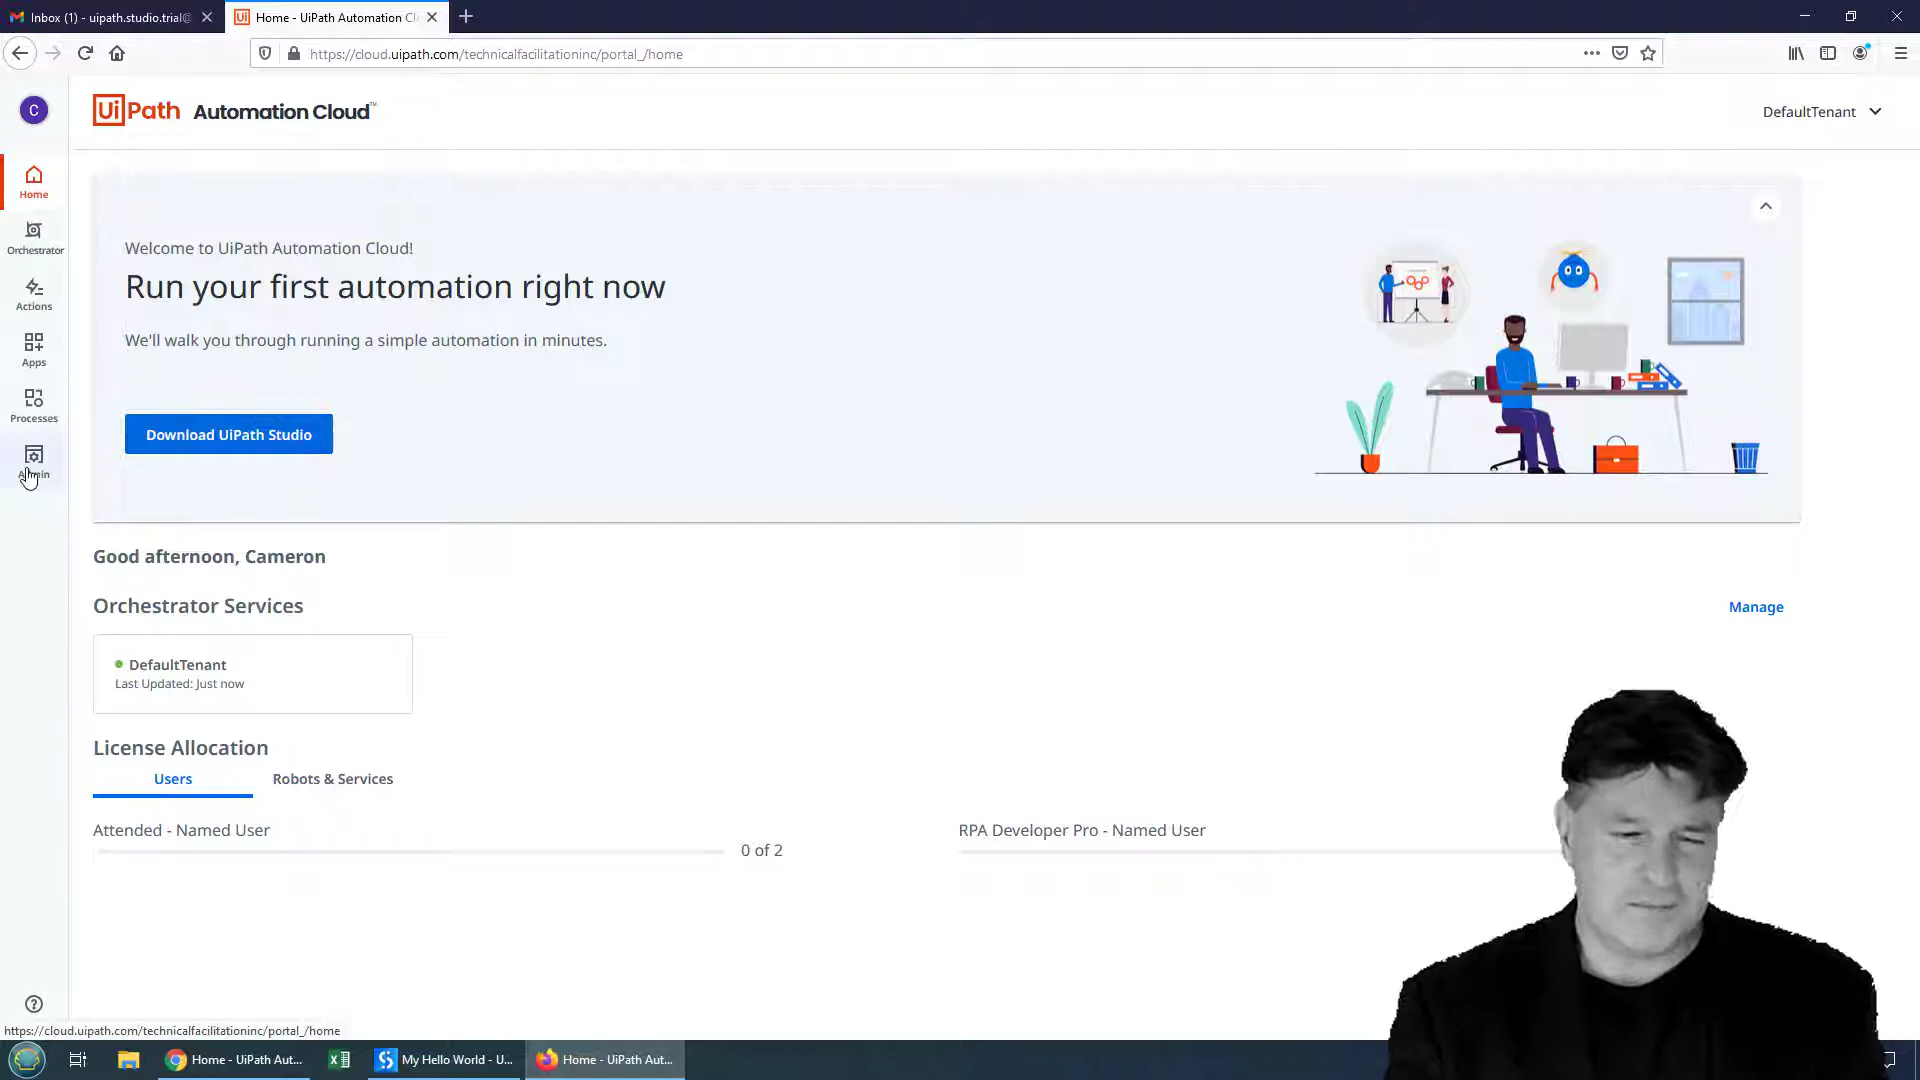 Inbox (1) - uipath.studio.trial@
Home - UiPath Automation Cl
https://cloud.uipath.com/technicalfacilitationinc/portal_/home
C
UiPath Automation Cloud™
DefaultTenant
Home
Orchestrator
Actions
Apps
Processes
Admin
Welcome to UiPath Automation Cloud!
Run your first automation right now
We'll walk you through running a simple automation in minutes.
Download UiPath Studio
Good afternoon, Cameron
Orchestrator Services
Manage
DefaultTenant
Last Updated: Just now
License Allocation
Users
Robots & Services
Attended - Named User
0 of 2
RPA Developer Pro - Named User
https://cloud.uipath.com/technicalfacilitationinc/portal_/home
Home - UiPath Aut...
My Hello World - U...
Home - UiPath Aut...